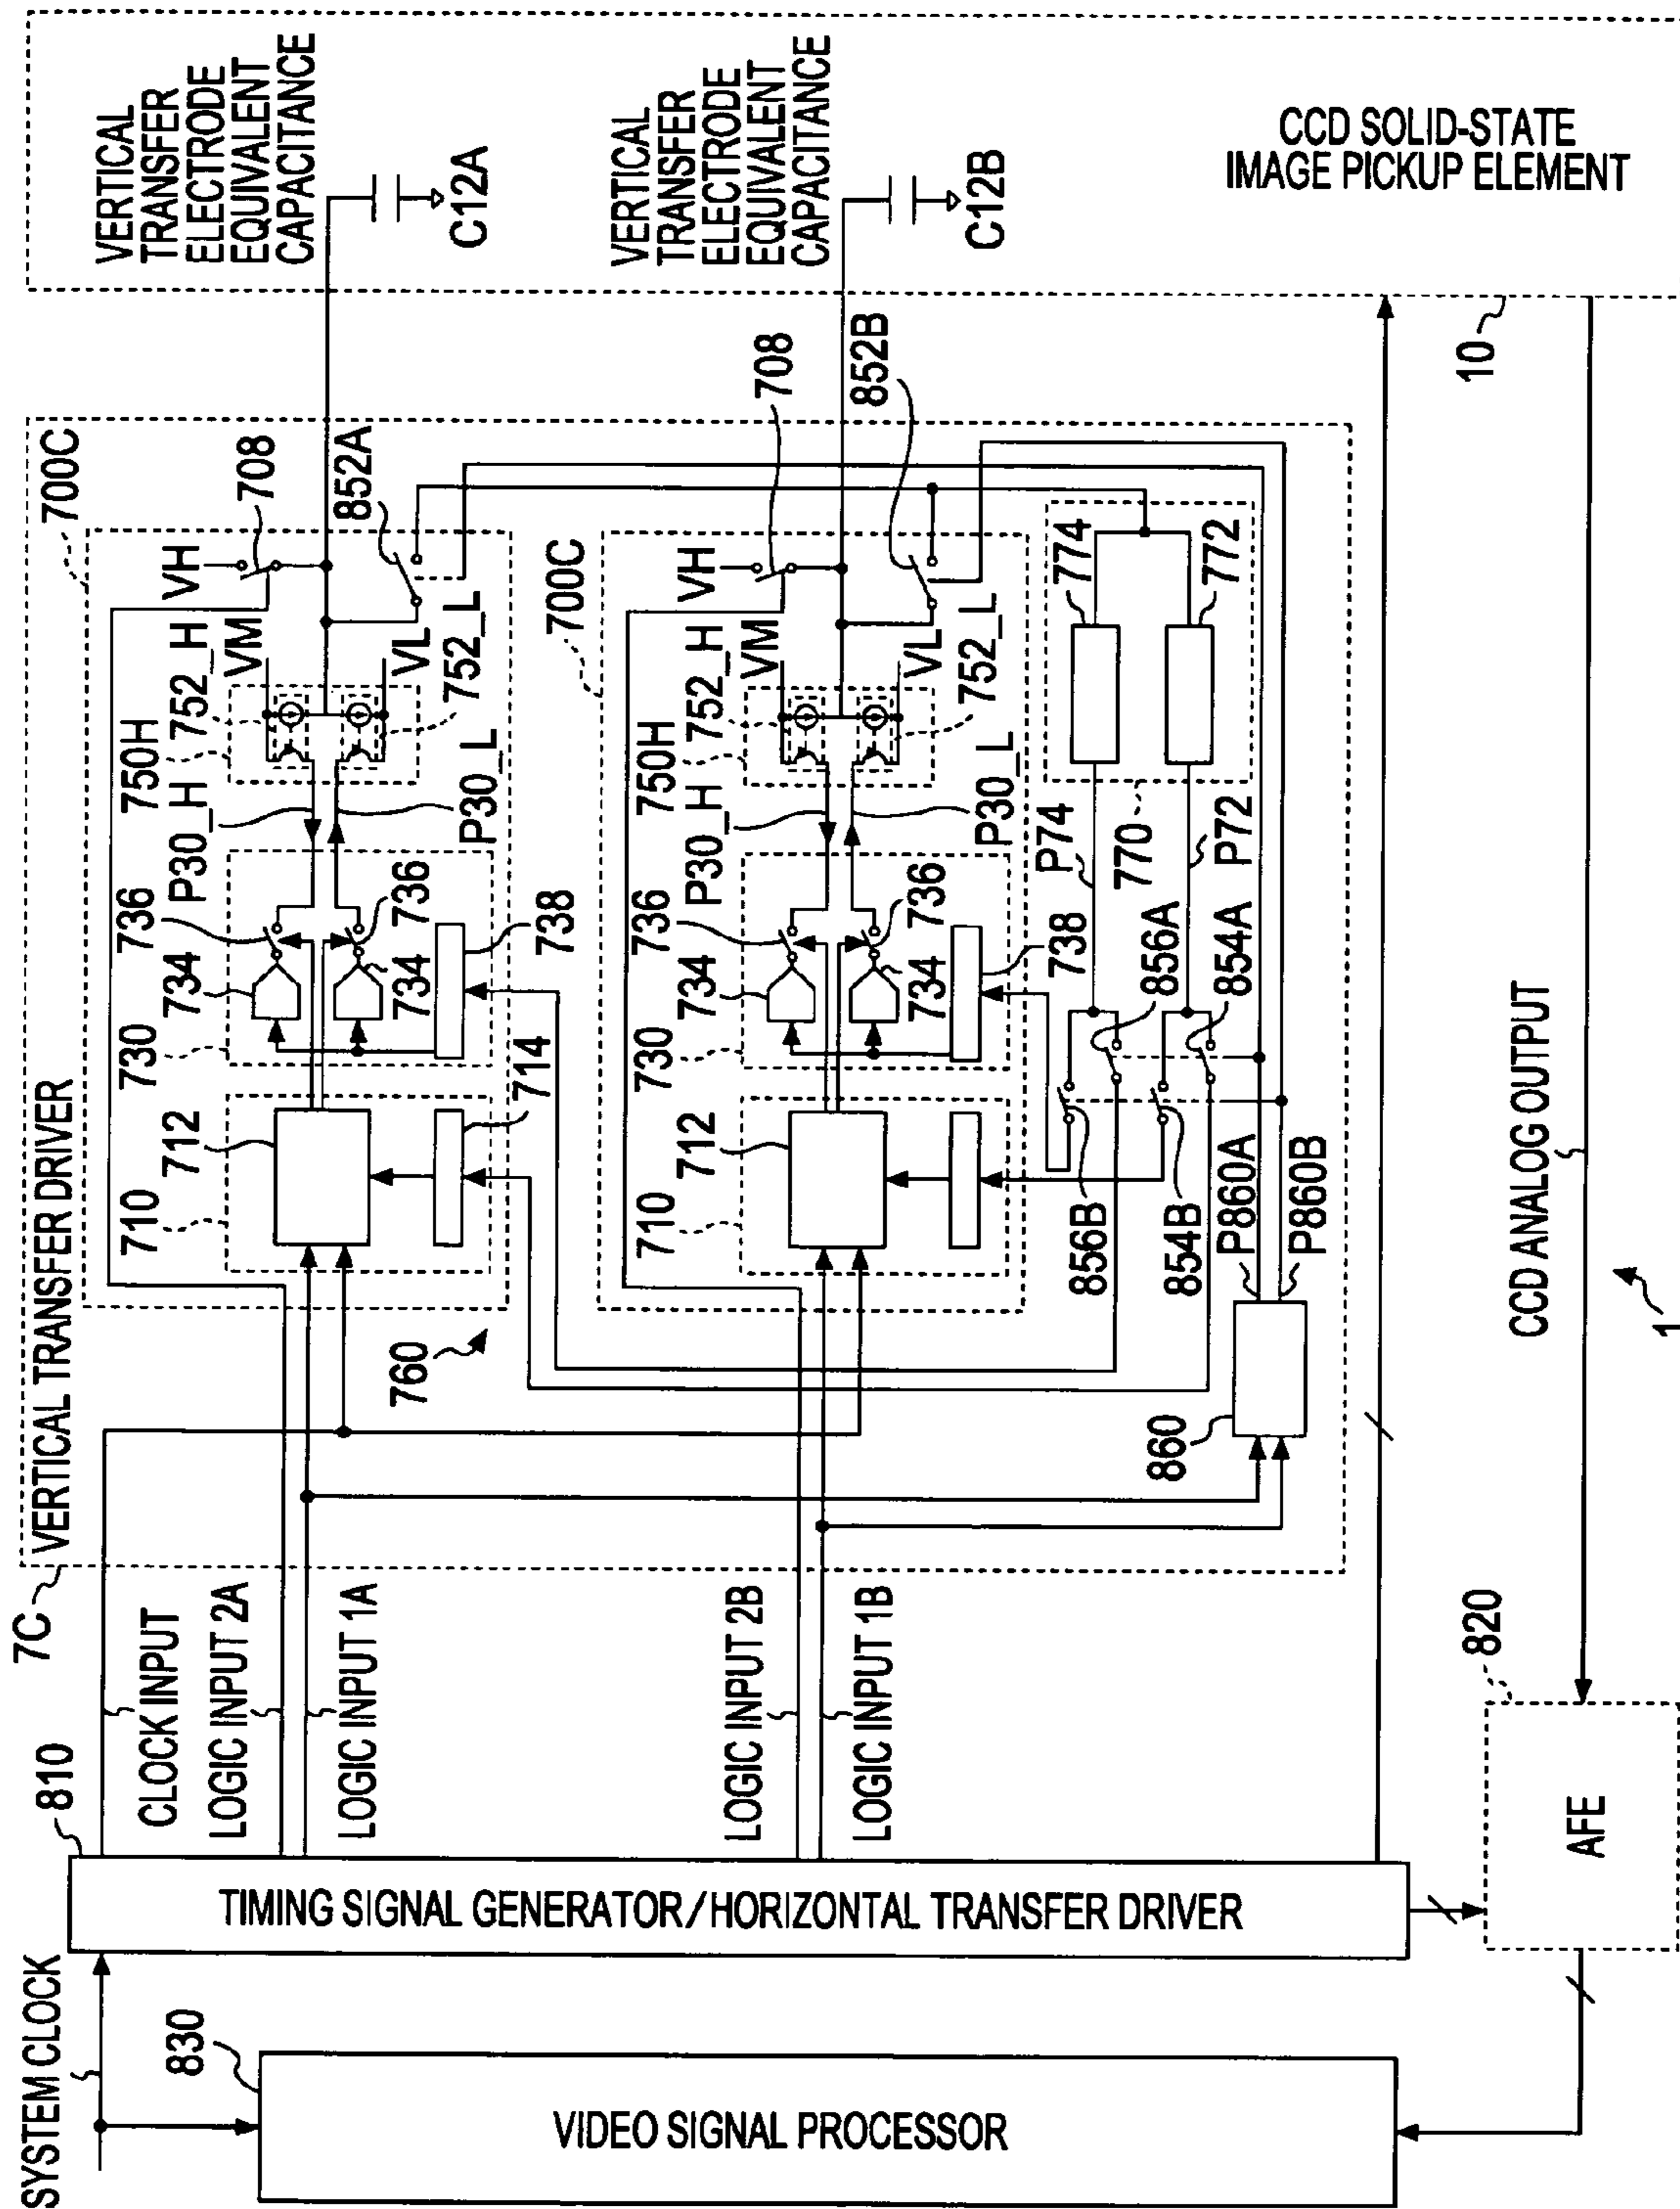 SYSTEM CLOCK
830
VIDEO SIGNAL PROCESSOR
810
TIMING SIGNAL GENERATOR/HORIZONTAL TRANSFER DRIVER
820
AFE
CLOCK INPUT
LOGIC INPUT 2A
LOGIC INPUT 1A
LOGIC INPUT 2B
LOGIC INPUT 1B
CCD ANALOG OUTPUT
1
7C
VERTICAL TRANSFER DRIVER
700C
710
712
714
730
734
736
734
736
738
P30_H
P30_L
750H
752_H
752_L
VM
VL
VH
708
852A
760
700C
710
712
730
734
736
734
736
738
P30_H
P30_L
750H
752_H
752_L
VM
VL
VH
708
852B
856B
854B
856A
854A
P74
P72
770
774
772
860
P860A
P860B
VERTICAL
TRANSFER
ELECTRODE
EQUIVALENT
CAPACITANCE
C12A
VERTICAL
TRANSFER
ELECTRODE
EQUIVALENT
CAPACITANCE
C12B
CCD SOLID-STATE
IMAGE PICKUP ELEMENT
10